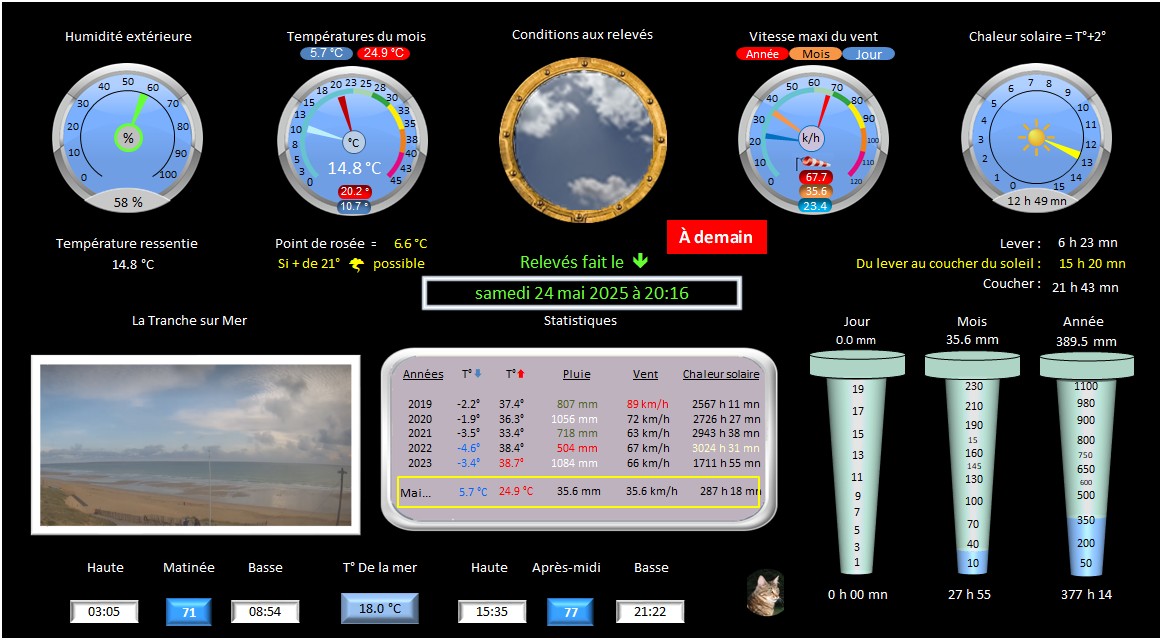 Humidité extérieure
Températures du mois
Conditions aux relevés
Vitesse maxi du vent
Chaleur solaire = T°+2°
5.7 °C 24.9 °C
Année Mois Jour
0 10 20 30 40 50 60 70 80 90 100
%
58 %
0 3 5 8 10 13 15 18 20 23 25 28 30 33 35 38 40 43 45
°C
14.8 °C
20.2 °
10.7 °
0 10 20 30 40 50 60 70 80 90 100 110 120
k/h
67.7
35.6
23.4
0 1 2 3 4 5 6 7 8 9 10 11 12 13 14 15
12 h 49 mn
À demain
Température ressentie
14.8 °C
Point de rosée = 6.6 °C
Si + de 21° possible
Relevés fait le
samedi 24 mai 2025 à 20:16
Lever : 6 h 23 mn
Du lever au coucher du soleil : 15 h 20 mn
Coucher : 21 h 43 mn
La Tranche sur Mer
Statistiques
Années T° T° Pluie Vent Chaleur solaire
2019 -2.2° 37.4° 807 mm 89 km/h 2567 h 11 mn
2020 -1.9° 36.3° 1056 mm 72 km/h 2726 h 27 mn
2021 -3.5° 33.4° 718 mm 63 km/h 2943 h 38 mn
2022 -4.6° 38.4° 504 mm 67 km/h 3024 h 31 mn
2023 -3.4° 38.7° 1084 mm 66 km/h 1711 h 55 mn
Mai... 5.7 °C 24.9 °C 35.6 mm 35.6 km/h 287 h 18 mn
Jour
0.0 mm
19
17
15
13
11
9
7
5
3
1
0 h 00 mn
Mois
35.6 mm
230
210
190
15
160
145
130
100
70
40
10
27 h 55
Année
389.5 mm
1100
980
900
800
750
650
600
500
350
200
50
377 h 14
Haute Matinée Basse T° De la mer Haute Après-midi Basse
03:05 71 08:54 18.0 °C 15:35 77 21:22